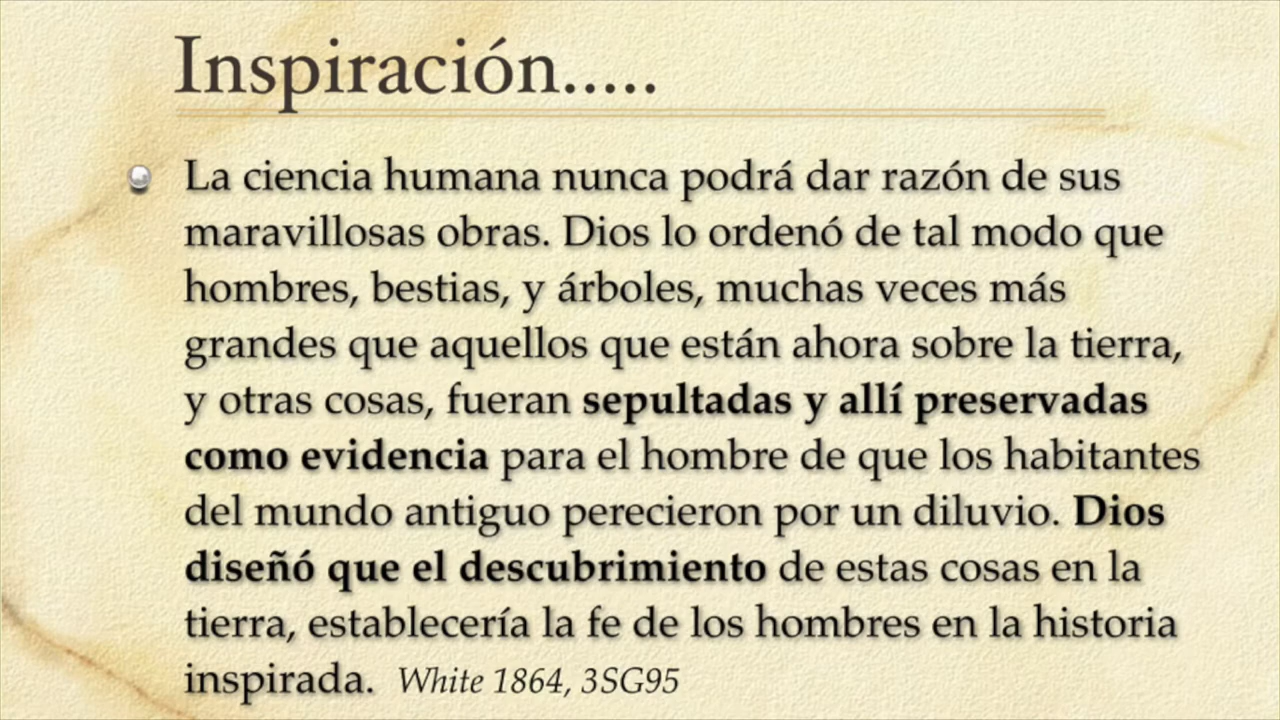 Inspiración.....
La ciencia humana nunca podrá dar razón de sus
maravillosas obras. Dios lo ordenó de tal modo que
hombres, bestias, y árboles, muchas veces más
grandes que aquellos que están ahora sobre la tierra,
y otras cosas, fueran sepultadas y allí preservadas
como evidencia para el hombre de que los habitantes
del mundo antiguo perecieron por un diluvio. Dios
diseñó que el descubrimiento de estas cosas en la
tierra, establecería la fe de los hombres en la historia
inspirada. White 1864, 3SG95